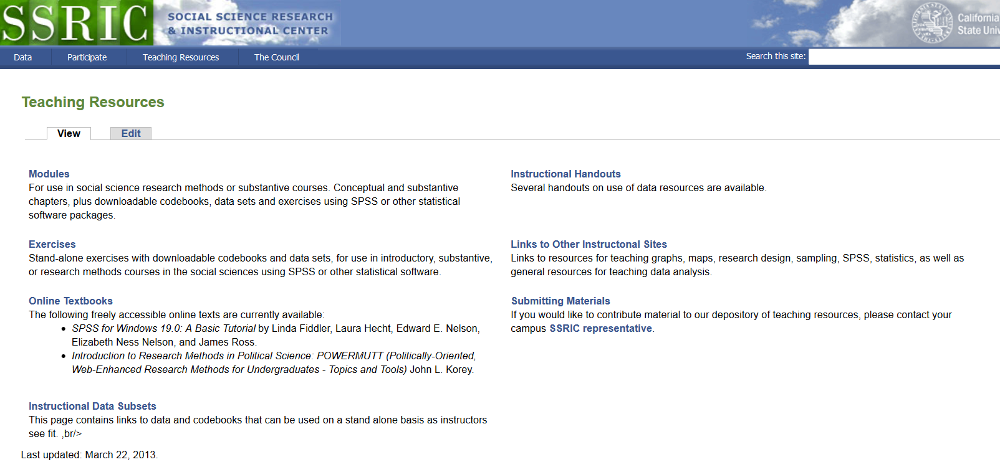 SSRIC
SOCIAL SCIENCE RESEARCH
& INSTRUCTIONAL CENTER
California
State Univ
Data
Participate
Teaching Resources
The Council
Search this site:
Teaching Resources
View
Edit
Modules
For use in social science research methods or substantive courses. Conceptual and substantive
chapters, plus downloadable codebooks, data sets and exercises using SPSS or other statistical
software packages.
Instructional Handouts
Several handouts on use of data resources are available.
Exercises
Stand-alone exercises with downloadable codebooks and data sets, for use in introductory, substantive,
or research methods courses in the social sciences using SPSS or other statistical software.
Links to Other Instructonal Sites
Links to resources for teaching graphs, maps, research design, sampling, SPSS, statistics, as well as
general resources for teaching data analysis.
Online Textbooks
The following freely accessible online texts are currently available:
• SPSS for Windows 19.0: A Basic Tutorial by Linda Fiddler, Laura Hecht, Edward E. Nelson,
Elizabeth Ness Nelson, and James Ross.
• Introduction to Research Methods in Political Science: POWERMUTT (Politically-Oriented,
Web-Enhanced Research Methods for Undergraduates - Topics and Tools) John L. Korey.
Submitting Materials
If you would like to contribute material to our depository of teaching resources, please contact your
campus SSRIC representative.
Instructional Data Subsets
This page contains links to data and codebooks that can be used on a stand alone basis as instructors
see fit. ,br/>
Last updated: March 22, 2013.